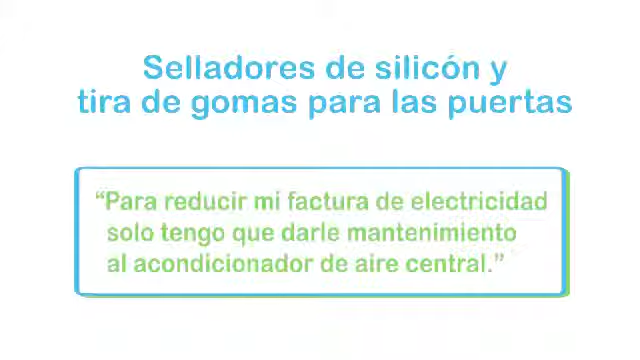 Selladores de silicón y
tira de gomas para las puertas
“Para reducir mi factura de electricidad
solo tengo que darle mantenimiento
al acondicionador de aire central.”